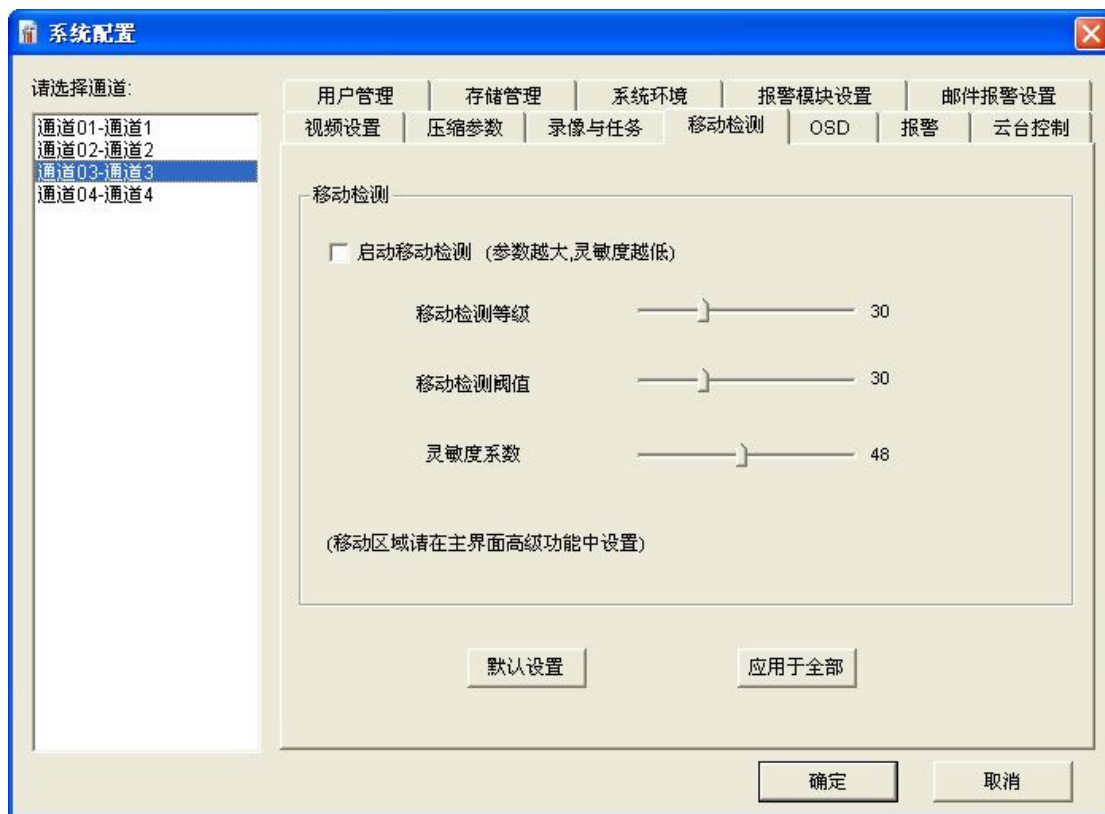 系统配置
请选择通道:
通道01-通道1
通道02-通道2
通道03-通道3
通道04-通道4
用户管理 存储管理 系统环境 报警模块设置 邮件报警设置
视频设置 压缩参数 录像与任务 移动检测 OSD 报警 云台控制
移动检测
启动移动检测 (参数越大,灵敏度越低)
移动检测等级 30
移动检测阈值 30
灵敏度系数 48
(移动区域请在主界面高级功能中设置)
默认设置 应用于全部
确定 取消